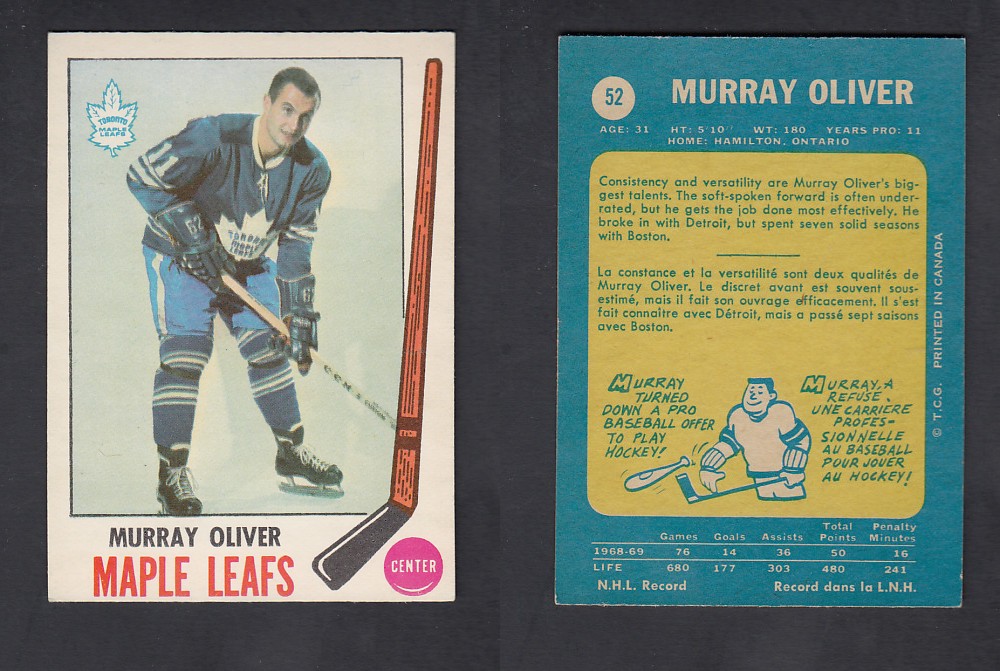 TORONTO
MAPLE
LEAFS
11
TORONTO
MAPLE
LEAFS
CCM
MURRAY OLIVER
MAPLE LEAFS
CENTER
52
MURRAY OLIVER
AGE: 31 HT: 5'10" WT: 180 YEARS PRO: 11
HOME: HAMILTON, ONTARIO
Consistency and versatility are Murray Oliver's big-
gest talents. The soft-spoken forward is often under-
rated, but he gets the job done most effectively. He
broke in with Detroit, but spent seven solid seasons
with Boston.
La constance et la versatilité sont deux qualités de
Murray Oliver. Le discret avant est souvent sous-
estimé, mais il fait son ouvrage efficacement. Il s'est
fait connaître avec Détroit, mais a passé sept saisons
avec Boston.
MURRAY
TURNED
DOWN A PRO
BASEBALL OFFER
TO PLAY
HOCKEY!
MURRAY, A
REFUSÉ
UNE CARRIÈRE
PROFES-
SIONNELLE
AU BASEBALL
POUR JOUER
AU HOCKEY!
© T.C.G. PRINTED IN CANADA
Total Penalty
Games Goals Assists Points Minutes
1968-69 76 14 36 50 16
LIFE 680 177 303 480 241
N.H.L. Record Record dans la L.N.H.